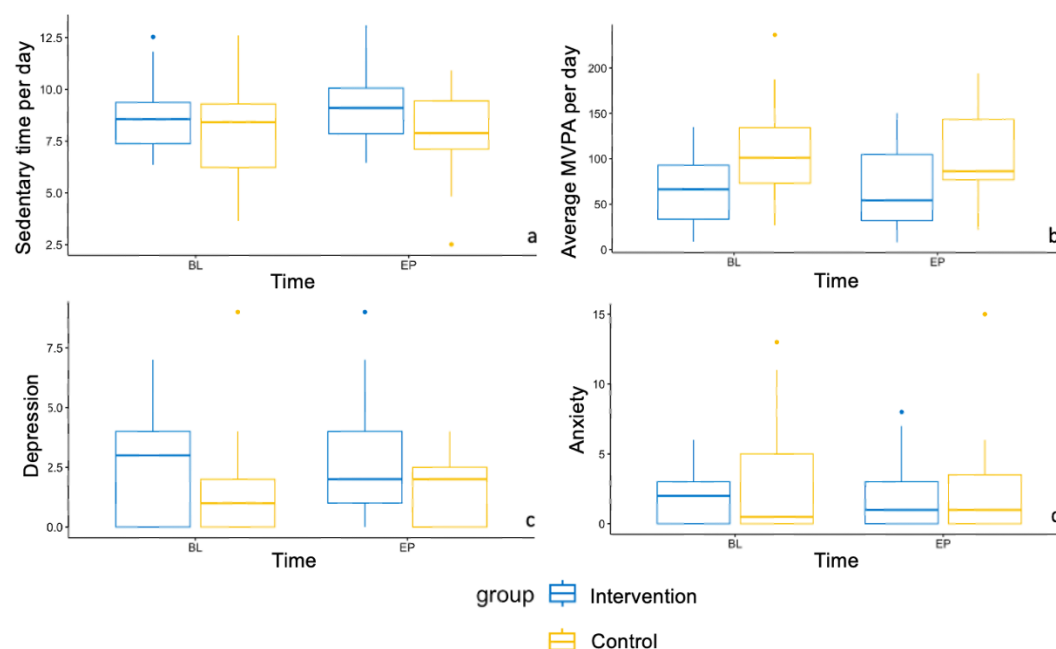 Sedentary time per day
12.5
10.0
7.5
5.0
2.5
a
BL
EP
Time
Average MVPA per day
200
150
100
50
0
b
BL
EP
Time
Depression
7.5
5.0
2.5
0.0
c
BL
EP
Time
Anxiety
15
10
5
0
BL
EP
Time
group
Intervention
Control